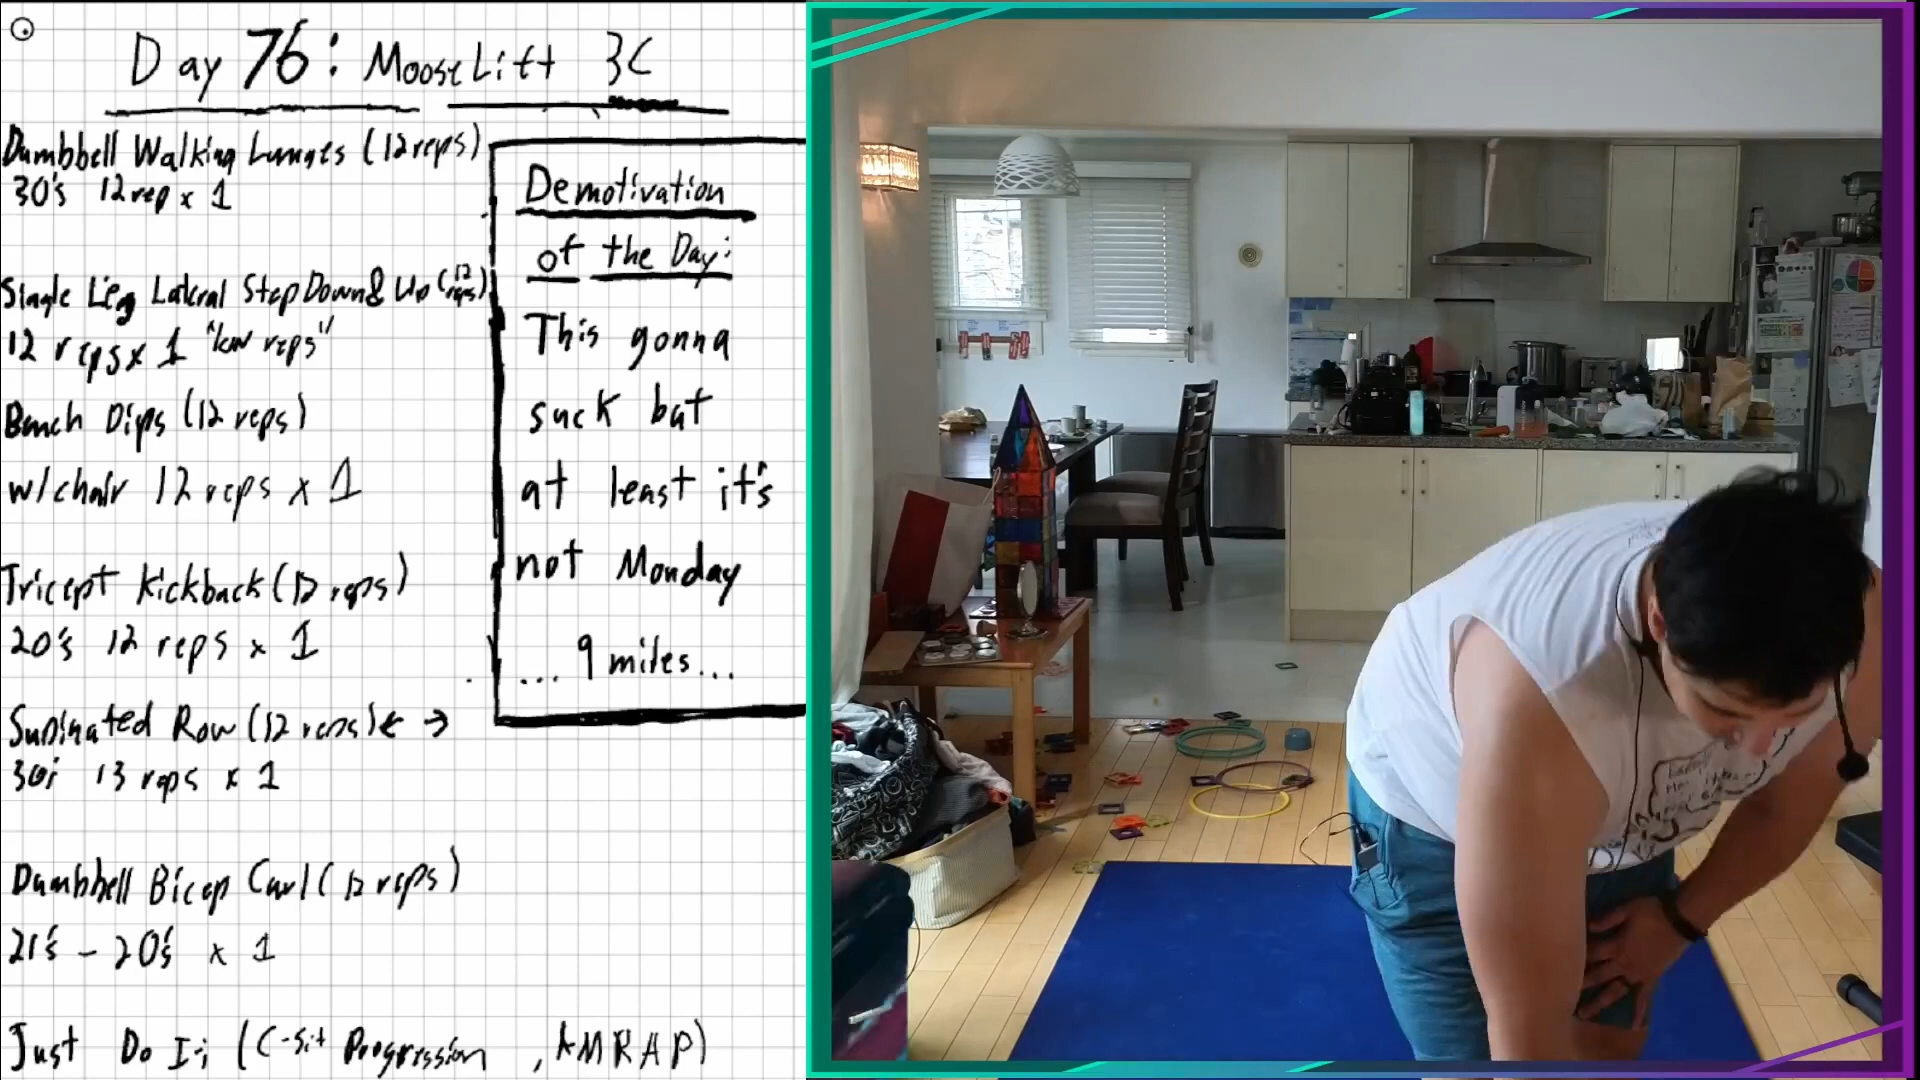 Day 76: MooseLift 3C
Dumbbell Walking Lunges (12 reps)
30's 12 rep x 1
Single Leg Lateral Step Down & Up (12 reps)
12 reps x 1 "low reps"
Bench Dips (12 reps)
w/chair 12 reps x 1
Tricept Kickback (12 reps)
20's 12 reps x 1
Supinated Row (12 reps) ← →
13 reps x 1
Dumbbell Bicep Curl (12 reps)
21's - 20's x 1
Just Do It: (C-Sit Progression, AMRAP)
Demotivation
of the Day:
This gonna
suck but
at least it's
not Monday
... 9 miles...